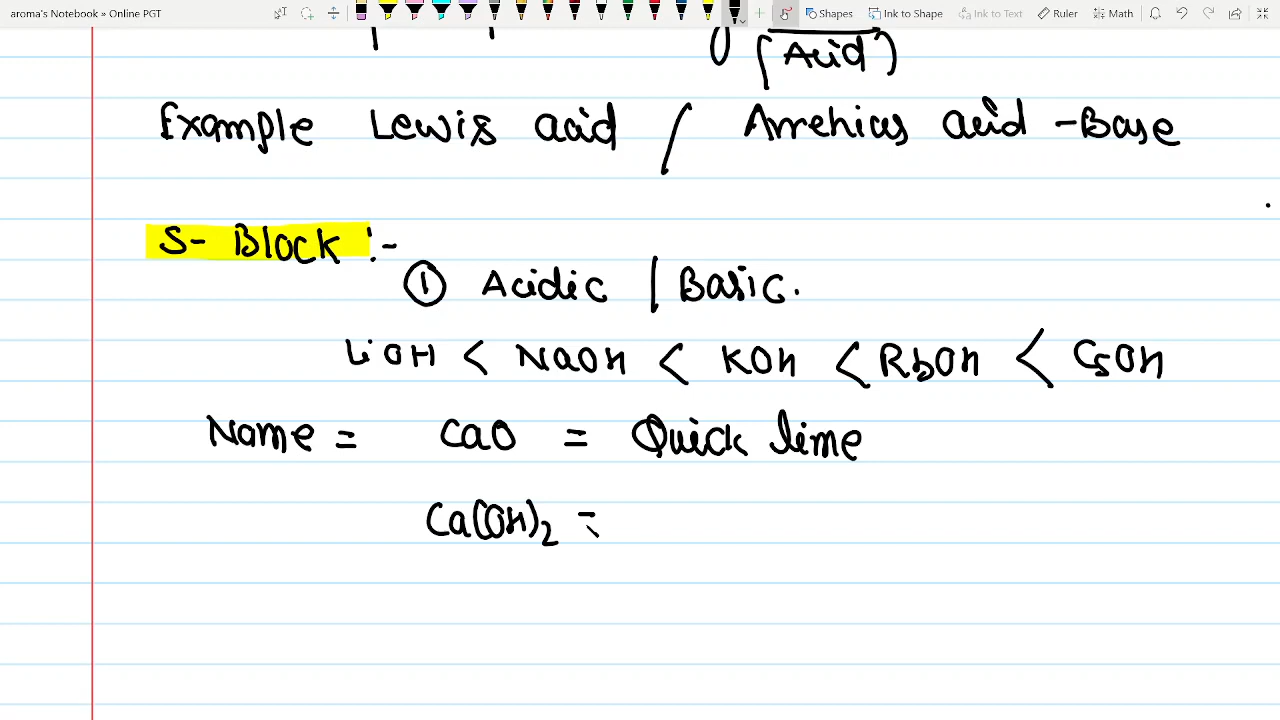 aroma's Notebook » Online PGT
Shapes Ink to Shape Ink to Text Ruler Math
(Acid)
Example Lewis acid / Arrehias acid -Base
S- Block :-
① Acidic | Basic.
LiOH < NaOH < KOH < RbOH < CsOH
Name = CaO = Quick lime
Ca(OH)2 =